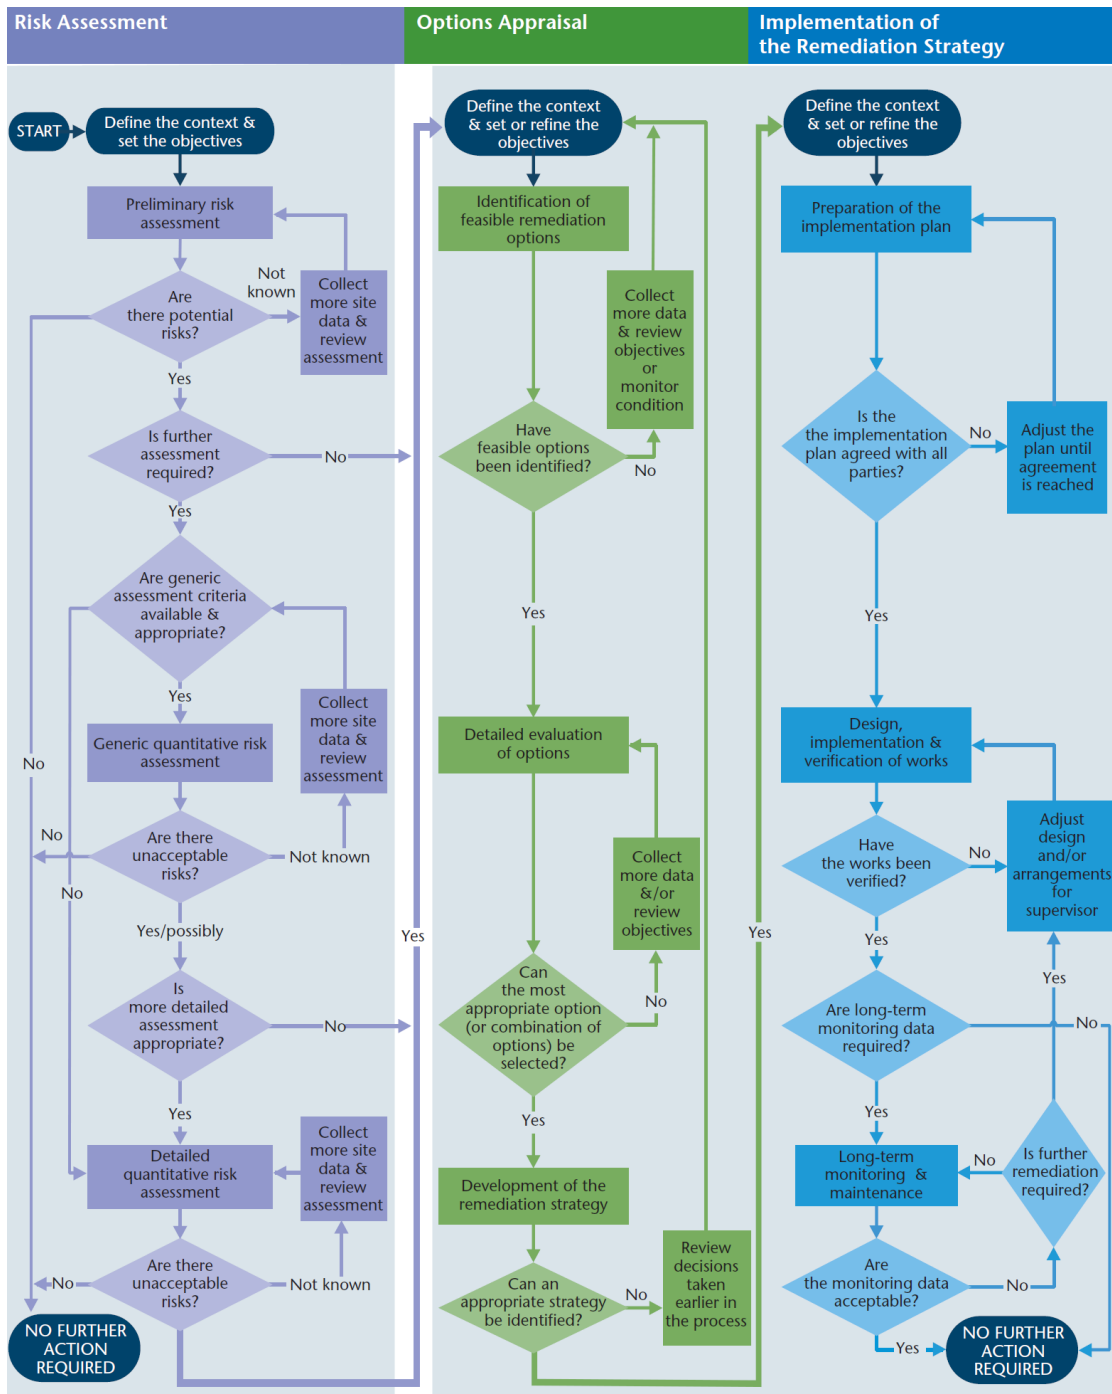 Risk Assessment
START
Define the context &
set the objectives
Preliminary risk
assessment
Are
there potential
risks?
Not
known
Collect
more site
data &
review
assessment
Yes
Is further
assessment
required?
No
Yes
Are generic
assessment criteria
available &
appropriate?
Yes
Collect
more site
data &
review
assessment
Generic quantitative risk
assessment
No
No
Are there
unacceptable
risks?
Not known
No
Yes/possibly
Is
more detailed
assessment
appropriate?
No
Yes
Detailed
quantitative risk
assessment
Collect
more site
data &
review
assessment
Are there
unacceptable
risks?
No
Not known
NO FURTHER
ACTION
REQUIRED
Yes
Options Appraisal
Define the context
& set or refine the
objectives
Identification of
feasible remediation
options
Collect
more data
& review
objectives
or
monitor
condition
Have
feasible options
been identified?
No
Yes
Detailed evaluation
of options
Collect
more data
&/or
review
objectives
Can
the most
appropriate option
(or combination of
options) be
selected?
No
Yes
Development of the
remediation strategy
Can an
appropriate strategy
be identified?
No
Review
decisions
taken
earlier in
the process
Yes
Implementation of
the Remediation Strategy
Define the context
& set or refine the
objectives
Preparation of the
implementation plan
Is the
the implementation
plan agreed with all
parties?
No
Adjust the
plan until
agreement
is reached
Yes
Design,
implementation &
verification of works
Have
the works been
verified?
No
Adjust
design
and/or
arrangements
for
supervisor
Yes
Yes
Are long-term
monitoring data
required?
No
Yes
Long-term
monitoring &
maintenance
No
Is further
remediation
required?
Are
the monitoring data
acceptable?
No
Yes
NO FURTHER
ACTION
REQUIRED